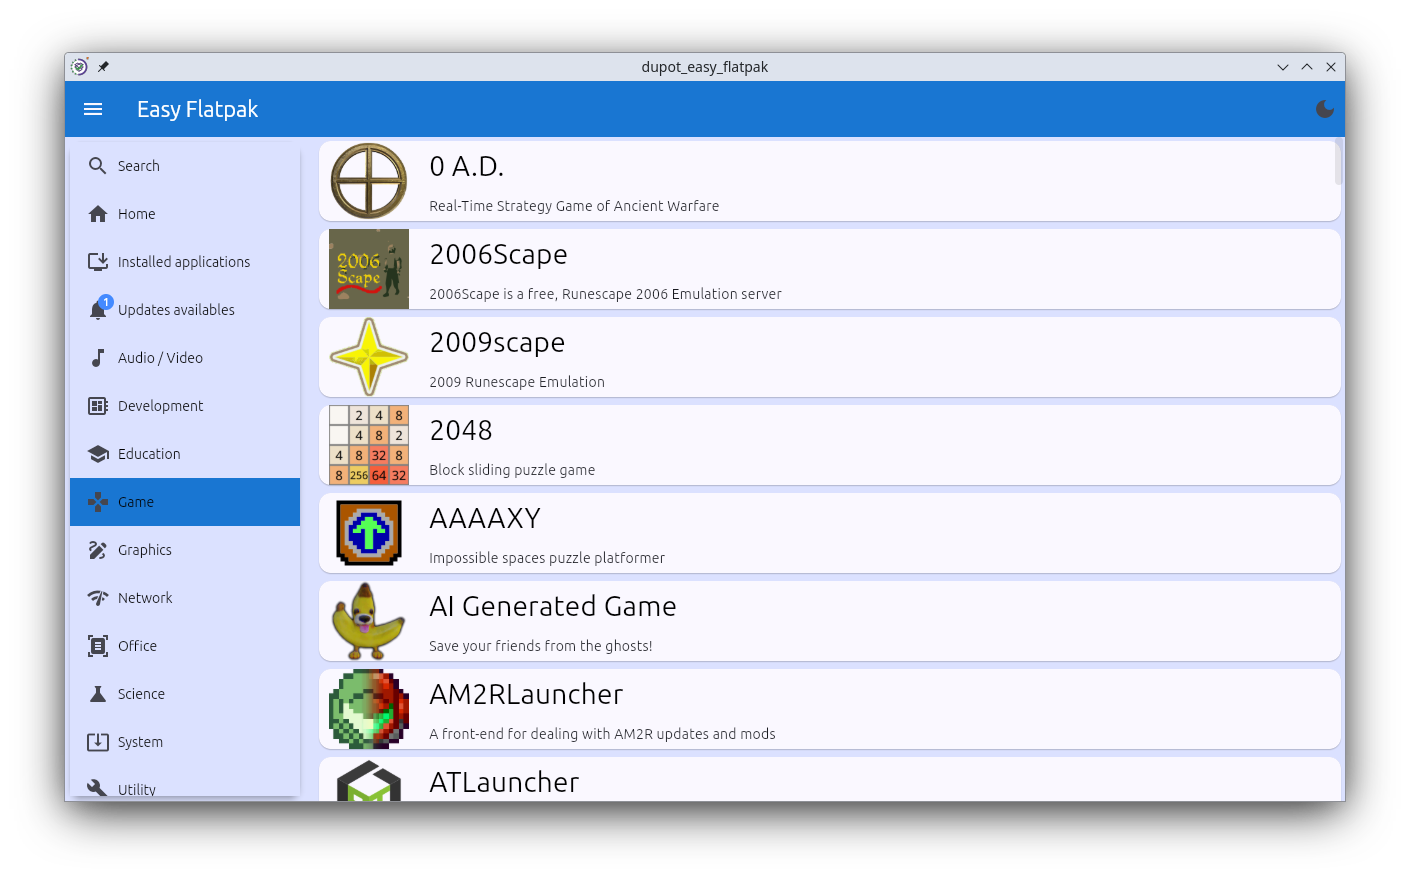 dupot_easy_flatpak
Easy Flatpak
Search
Home
Installed applications
1
Updates availables
Audio / Video
Development
Education
Game
Graphics
Network
Office
Science
System
Utility
0 A.D.
Real-Time Strategy Game of Ancient Warfare
2006
Scape
2006Scape
2006Scape is a free, Runescape 2006 Emulation server
2009scape
2009 Runescape Emulation
2 4 8
4 8 2
4 8 32 8
8 256 64 32
2048
Block sliding puzzle game
AAAAXY
Impossible spaces puzzle platformer
AI Generated Game
Save your friends from the ghosts!
AM2RLauncher
A front-end for dealing with AM2R updates and mods
ATLauncher